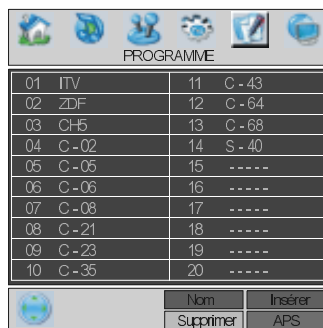 PROGRAMME
01 ITV 11 C - 43
02 ZDF 12 C - 64
03 CH5 13 C - 68
04 C - 02 14 S - 40
05 C - 05 15 - - - - -
06 C - 06 16 - - - - -
07 C - 08 17 - - - - -
08 C - 21 18 - - - - -
09 C - 23 19 - - - - -
10 C - 35 20 - - - - -
Nom Insérer
Supprimer APS